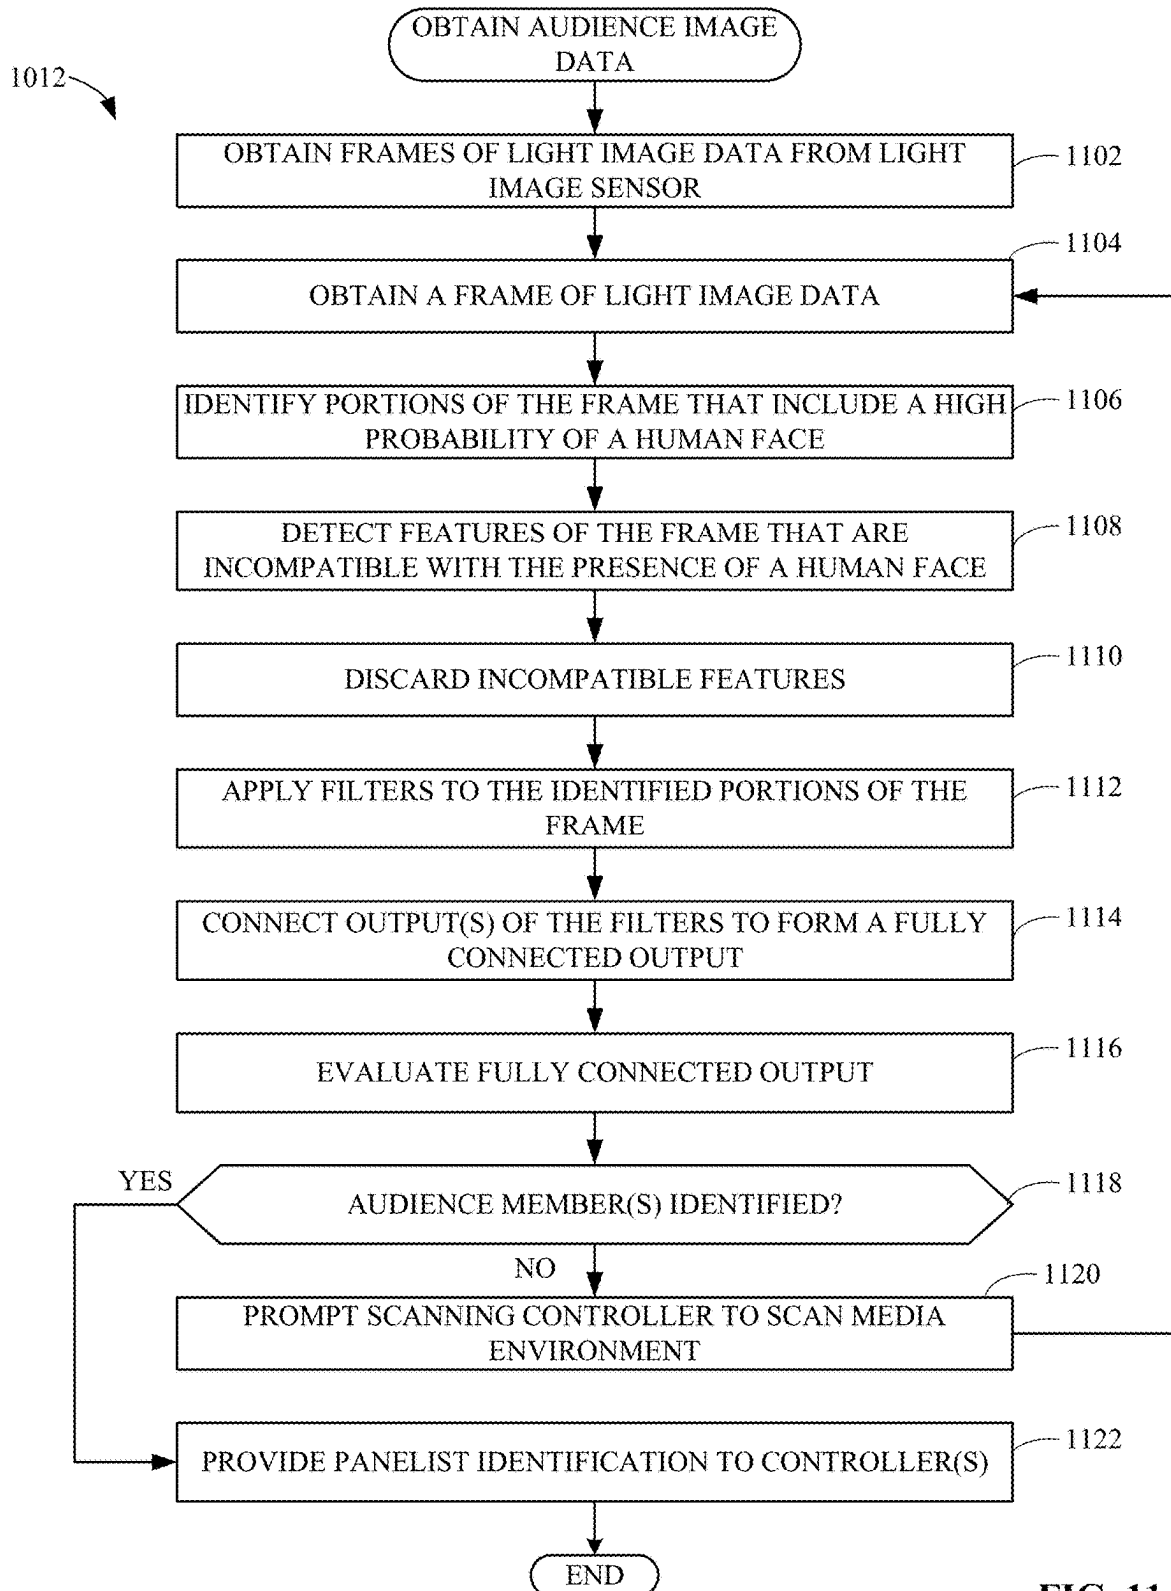 OBTAIN AUDIENCE IMAGE
DATA
1012
OBTAIN FRAMES OF LIGHT IMAGE DATA FROM LIGHT
IMAGE SENSOR
1102
1104
OBTAIN A FRAME OF LIGHT IMAGE DATA
IDENTIFY PORTIONS OF THE FRAME THAT INCLUDE A HIGH
PROBABILITY OF A HUMAN FACE
1106
DETECT FEATURES OF THE FRAME THAT ARE
INCOMPATIBLE WITH THE PRESENCE OF A HUMAN FACE
1108
DISCARD INCOMPATIBLE FEATURES
1110
APPLY FILTERS TO THE IDENTIFIED PORTIONS OF THE
FRAME
1112
CONNECT OUTPUT(S) OF THE FILTERS TO FORM A FULLY
CONNECTED OUTPUT
1114
EVALUATE FULLY CONNECTED OUTPUT
1116
YES
AUDIENCE MEMBER(S) IDENTIFIED?
1118
NO
1120
PROMPT SCANNING CONTROLLER TO SCAN MEDIA
ENVIRONMENT
PROVIDE PANELIST IDENTIFICATION TO CONTROLLER(S)
1122
END
FIG. 11